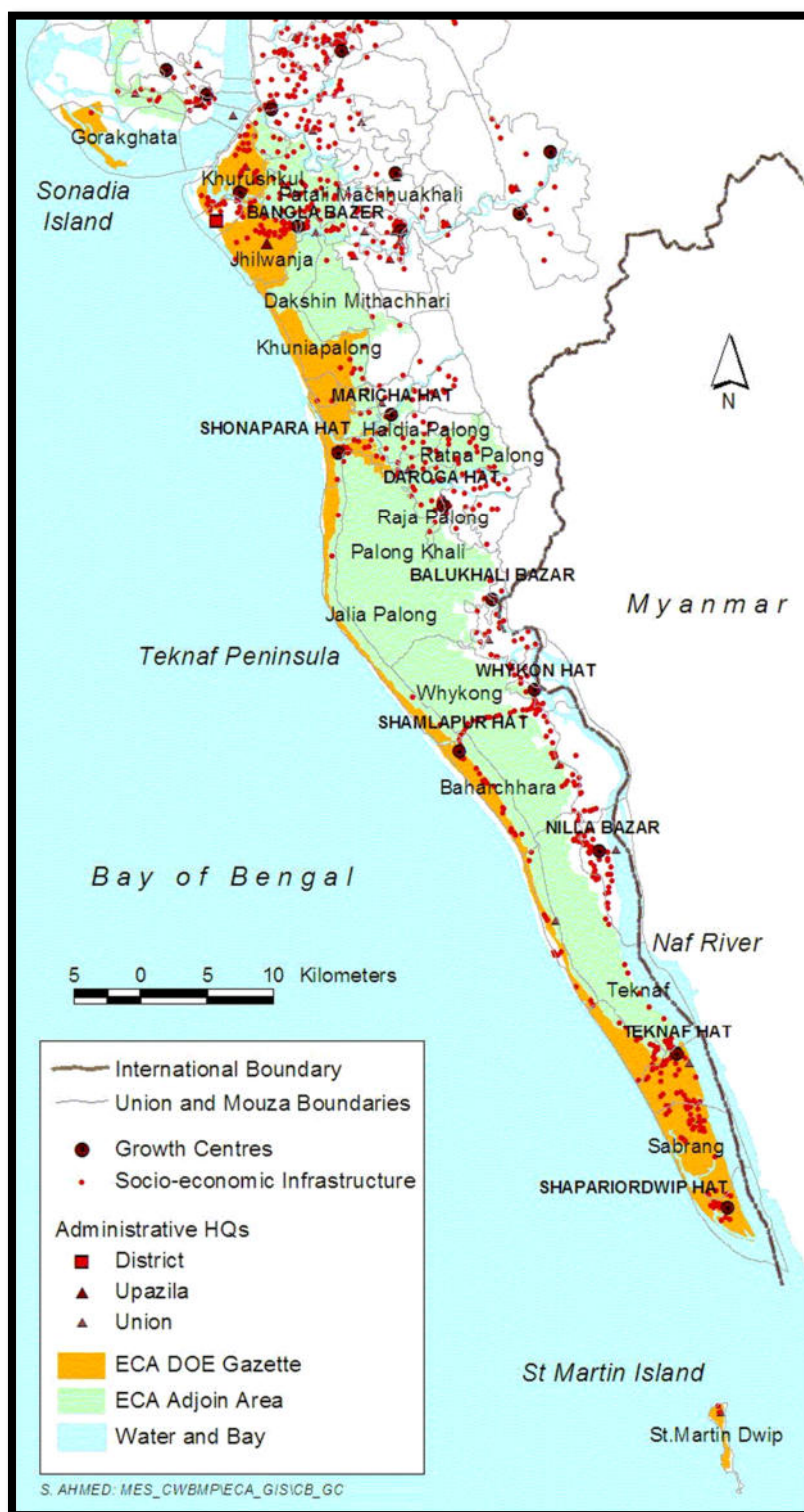 Gorakghata
Sonadia
Island
Khurushkul
Patali Machhuakhali
BANGLA BAZER
Jhilwanja
Dakshin Mithachhari
Khuniapalong
N
MARICHA HAT
SHONAPARA HAT
Haldia Palong
Ratna Palong
DAROGA HAT
Raja Palong
Palong Khali
BALUKHALI BAZAR
Jalia Palong
Myanmar
Teknaf Peninsula
WHYKON HAT
Whykong
SHAMLAPUR HAT
Baharchhara
NILLA BAZAR
Bay of Bengal
Naf River
5 0 5 10 Kilometers
Teknaf
TEKNAF HAT
International Boundary
Union and Mouza Boundaries
Growth Centres
Socio-economic Infrastructure
Sabrang
SHAPARIORDWIP HAT
Administrative HQs
District
Upazila
Union
ECA DOE Gazette
ECA Adjoin Area
Water and Bay
St Martin Island
St.Martin Dwip
S. AHMED: MES_CWBMP\ECA_GIS\CB_GC